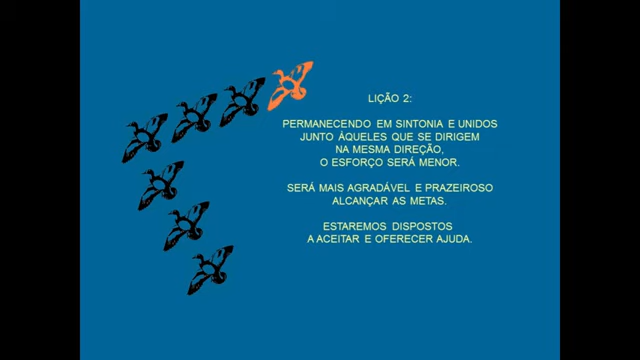 LIÇÃO 2:
PERMANECENDO EM SINTONIA E UNIDOS
JUNTO ÀQUELES QUE SE DIRIGEM
NA MESMA DIREÇÃO,
O ESFORÇO SERÁ MENOR.
SERÁ MAIS AGRADÁVEL E PRAZEIROSO
ALCANÇAR AS METAS.
ESTAREMOS DISPOSTOS
A ACEITAR E OFERECER AJUDA.